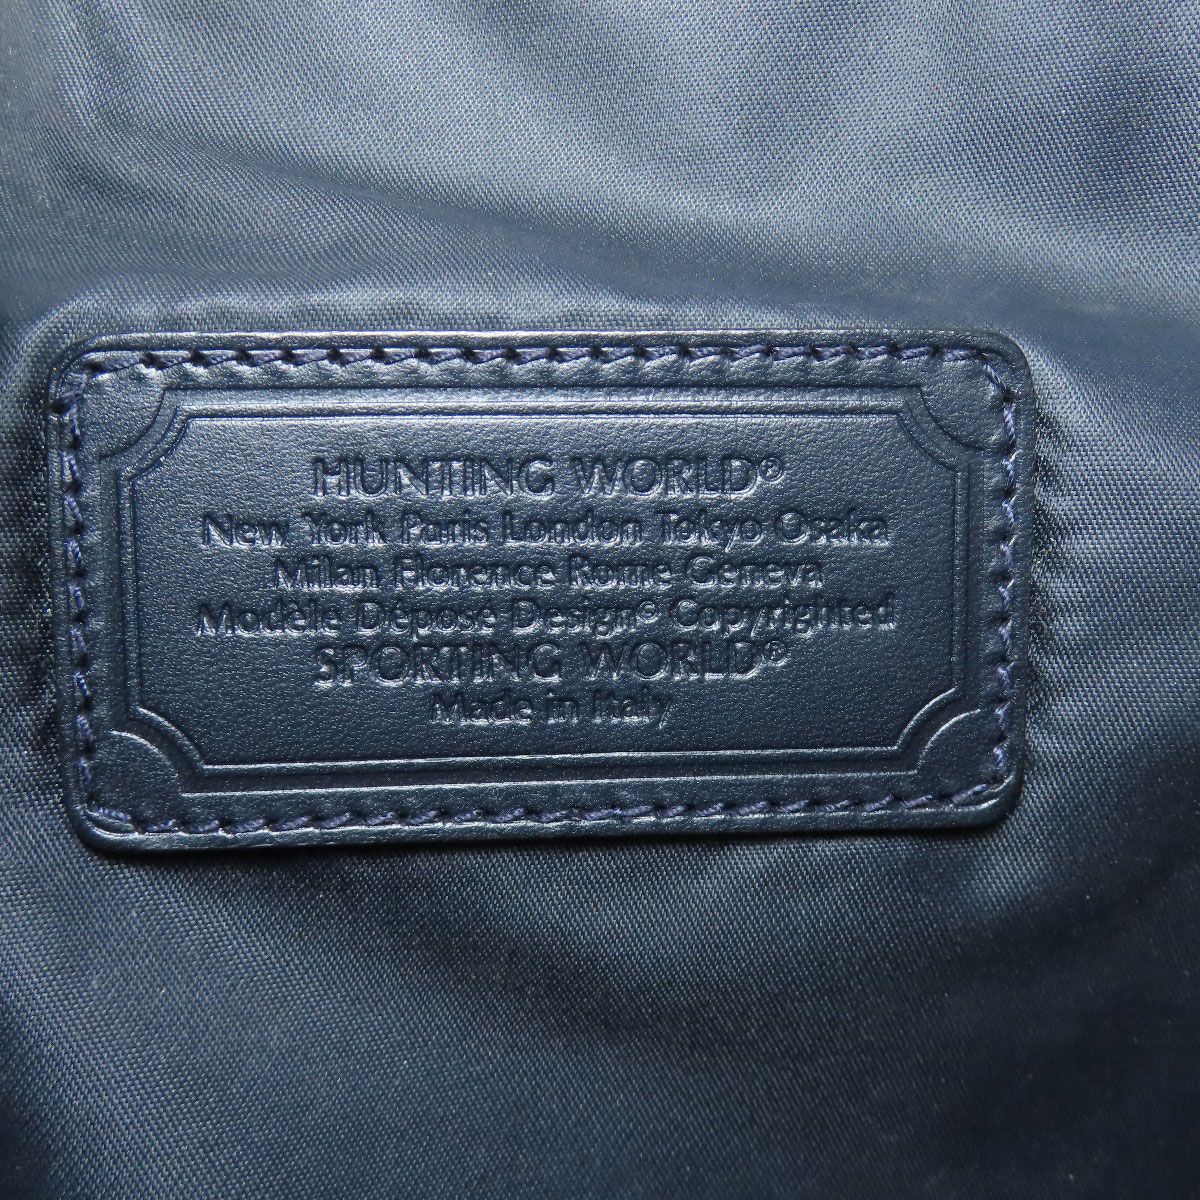 HUNTING WORLD®
New York Paris London Tokyo Osaka
Milan Florence Rome Geneva
Modèle Déposé Design© Copyrighted
SPORTING WORLD®
Made in Italy